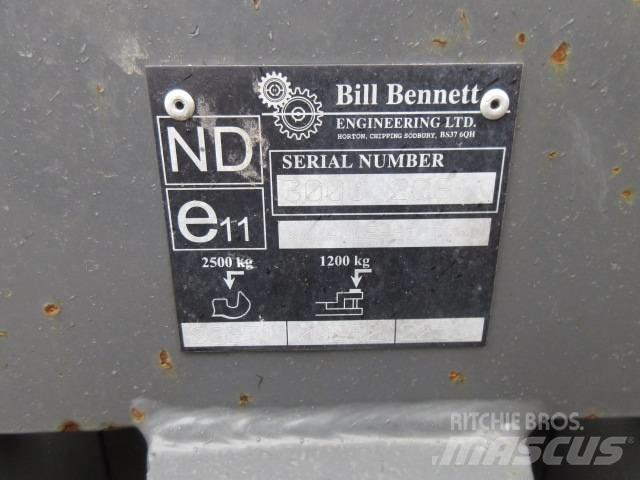 Bill Bennett
ENGINEERING LTD.
HORTON, CHIPPING SODBURY, BS37 6QH
ND
SERIAL NUMBER
e11
2500 kg
1200 kg
RITCHIE BROS.
MASCUS